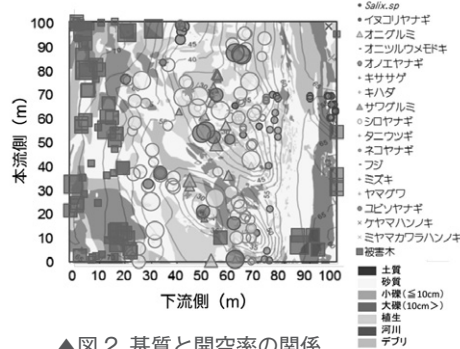 100
90
80
70
60
50
40
30
20
10
0
本流側（m）
0 10 20 30 40 50 60 70 80 90 100
下流側（m）
Salix.sp
イヌコリヤナギ
オニグルミ
オニツルウメモドキ
オノエヤナギ
キササゲ
キハダ
サワグルミ
シロヤナギ
タニウツギ
ネコヤナギ
フジ
ミズキ
ヤマグワ
ユビソヤナギ
ケヤマハンノキ
ミヤマカワラハンノキ
被害木
土質
砂質
小礫(≦10cm)
大礫(10cm>)
植生
河川
デブリ
▲図2 基質と開空率の関係